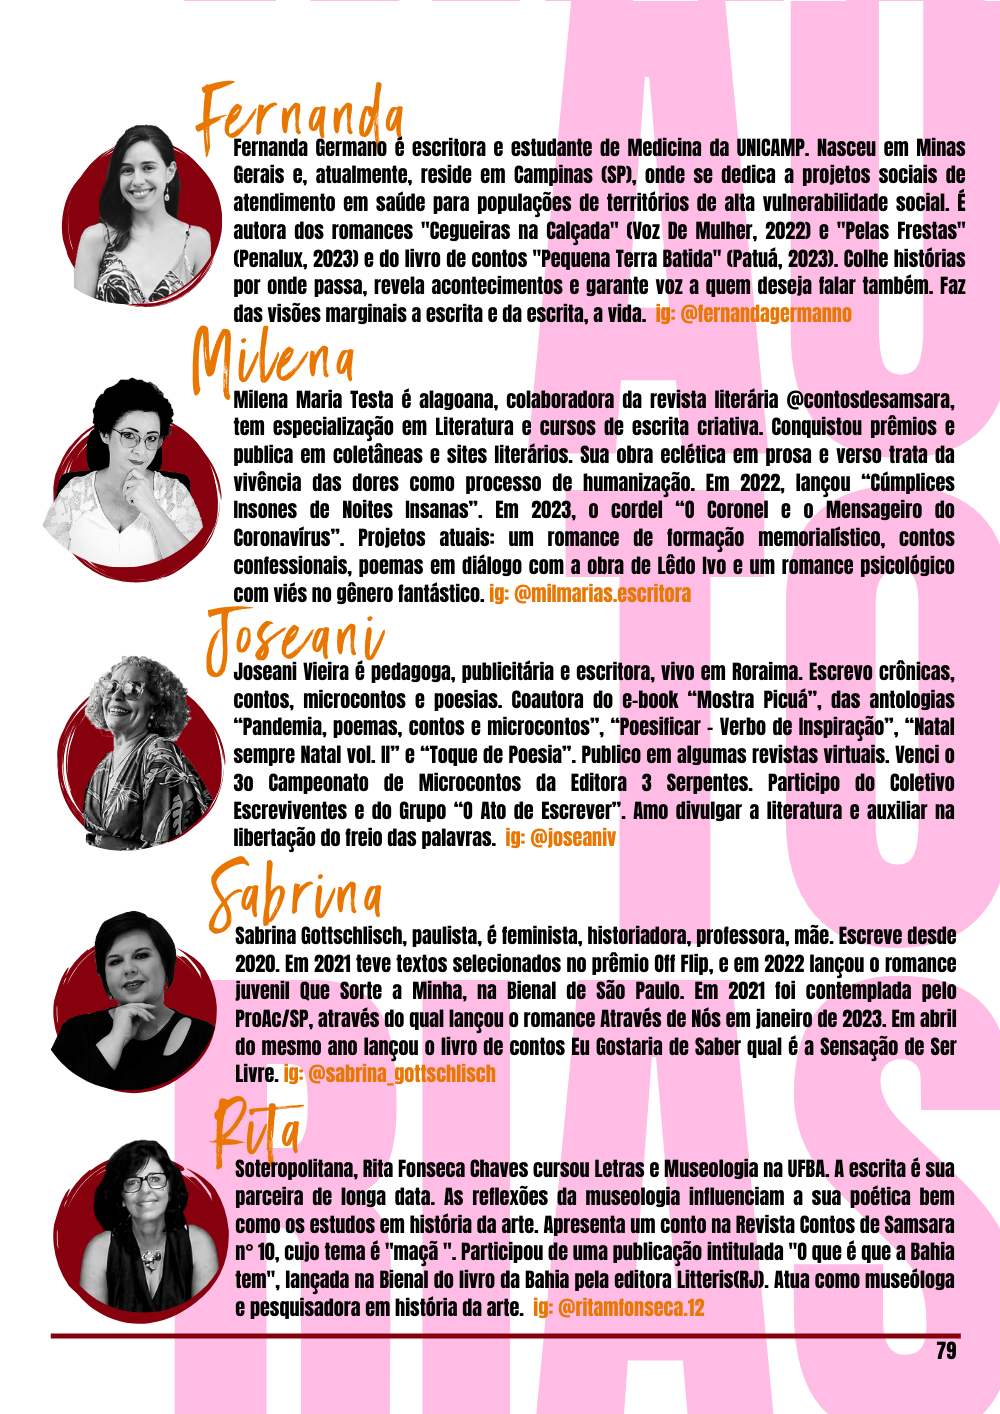 Fernanda
Fernanda Germano é escritora e estudante de Medicina da UNICAMP. Nasceu em Minas
Gerais e, atualmente, reside em Campinas (SP), onde se dedica a projetos sociais de
atendimento em saúde para populações de territórios de alta vulnerabilidade social. É
autora dos romances "Cegueiras na Calçada" (Voz De Mulher, 2022) e "Pelas Frestas"
(Penalux, 2023) e do livro de contos "Pequena Terra Batida" (Patuá, 2023). Colhe histórias
por onde passa, revela acontecimentos e garante voz a quem deseja falar também. Faz
das visões marginais a escrita e da escrita, a vida. ig: @fernandagermanno
Milena
Milena Maria Testa é alagoana, colaboradora da revista literária @contosdesamsara,
tem especialização em Literatura e cursos de escrita criativa. Conquistou prêmios e
publica em coletâneas e sites literários. Sua obra eclética em prosa e verso trata da
vivência das dores como processo de humanização. Em 2022, lançou “Cúmplices
Insones de Noites Insanas”. Em 2023, o cordel “O Coronel e o Mensageiro do
Coronavírus”. Projetos atuais: um romance de formação memorialístico, contos
confessionais, poemas em diálogo com a obra de Lêdo Ivo e um romance psicológico
com viés no gênero fantástico. ig: @milmarias.escritora
Joseani
Joseani Vieira é pedagoga, publicitária e escritora, vivo em Roraima. Escrevo crônicas,
contos, microcontos e poesias. Coautora do e-book “Mostra Picuá”, das antologias
“Pandemia, poemas, contos e microcontos”, “Poesificar - Verbo de Inspiração”, “Natal
sempre Natal vol. II” e “Toque de Poesia”. Publico em algumas revistas virtuais. Venci o
3o Campeonato de Microcontos da Editora 3 Serpentes. Participo do Coletivo
Escreviventes e do Grupo “O Ato de Escrever”. Amo divulgar a literatura e auxiliar na
libertação do freio das palavras. ig: @joseaniv
Sabrina
Sabrina Gottschlisch, paulista, é feminista, historiadora, professora, mãe. Escreve desde
2020. Em 2021 teve textos selecionados no prêmio Off Flip, e em 2022 lançou o romance
juvenil Que Sorte a Minha, na Bienal de São Paulo. Em 2021 foi contemplada pelo
ProAc/SP, através do qual lançou o romance Através de Nós em janeiro de 2023. Em abril
do mesmo ano lançou o livro de contos Eu Gostaria de Saber qual é a Sensação de Ser
Livre. ig: @sabrina_gottschlisch
Rita
Soteropolitana, Rita Fonseca Chaves cursou Letras e Museologia na UFBA. A escrita é sua
parceira de longa data. As reflexões da museologia influenciam a sua poética bem
como os estudos em história da arte. Apresenta um conto na Revista Contos de Samsara
n° 10, cujo tema é "maçã ". Participou de uma publicação intitulada "O que é que a Bahia
tem", lançada na Bienal do livro da Bahia pela editora Litteris(RJ). Atua como museóloga
e pesquisadora em história da arte. ig: @ritamfonseca.12
79
AU
TO
RIAS